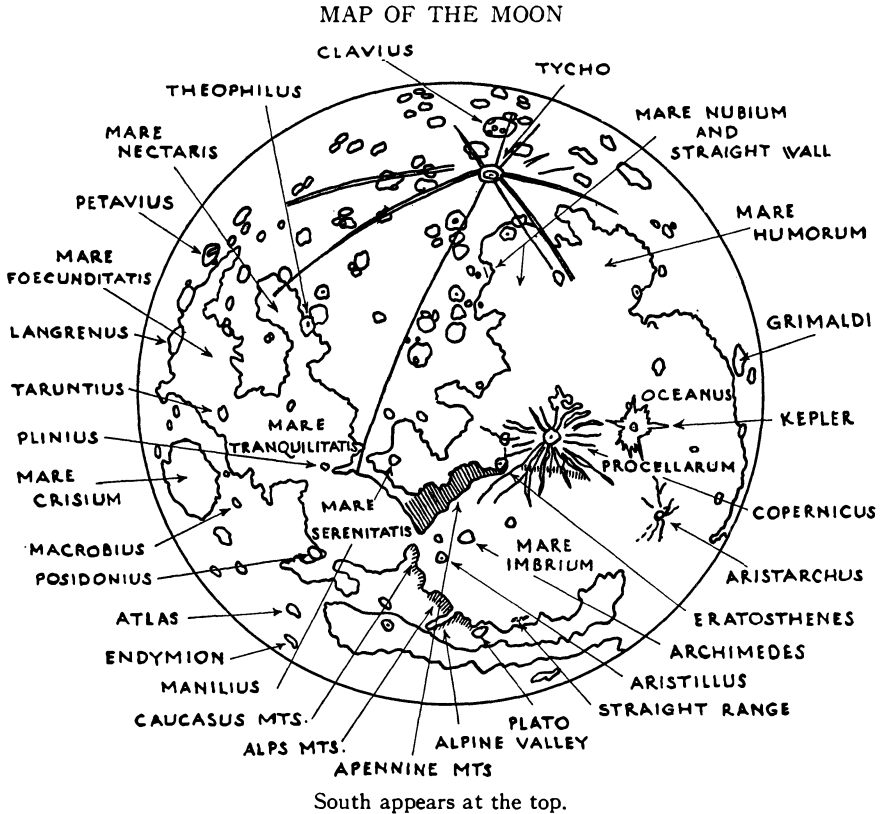 MAP OF THE MOON
CLAVIUS
TYCHO
THEOPHILUS
MARE NUBIUM
AND
STRAIGHT WALL
MARE
NECTARIS
PETAVIUS
MARE
HUMORUM
MARE
FOECUNDITATIS
LANGRENUS
GRIMALDI
TARUNTIUS
OCEANUS
KEPLER
MARE
TRANQUILITATIS
PLINIUS
PROCELLARUM
MARE
CRISIUM
COPERNICUS
MARE
SERENITATIS
MACROBIUS
MARE
IMBRIUM
POSIDONIUS
ARISTARCHUS
ATLAS
ERATOSTHENES
ENDYMION
ARCHIMEDES
MANILIUS
ARISTILLUS
CAUCASUS MTS.
STRAIGHT RANGE
PLATO
ALPS MTS.
ALPINE VALLEY
APENNINE MTS
South appears at the top.